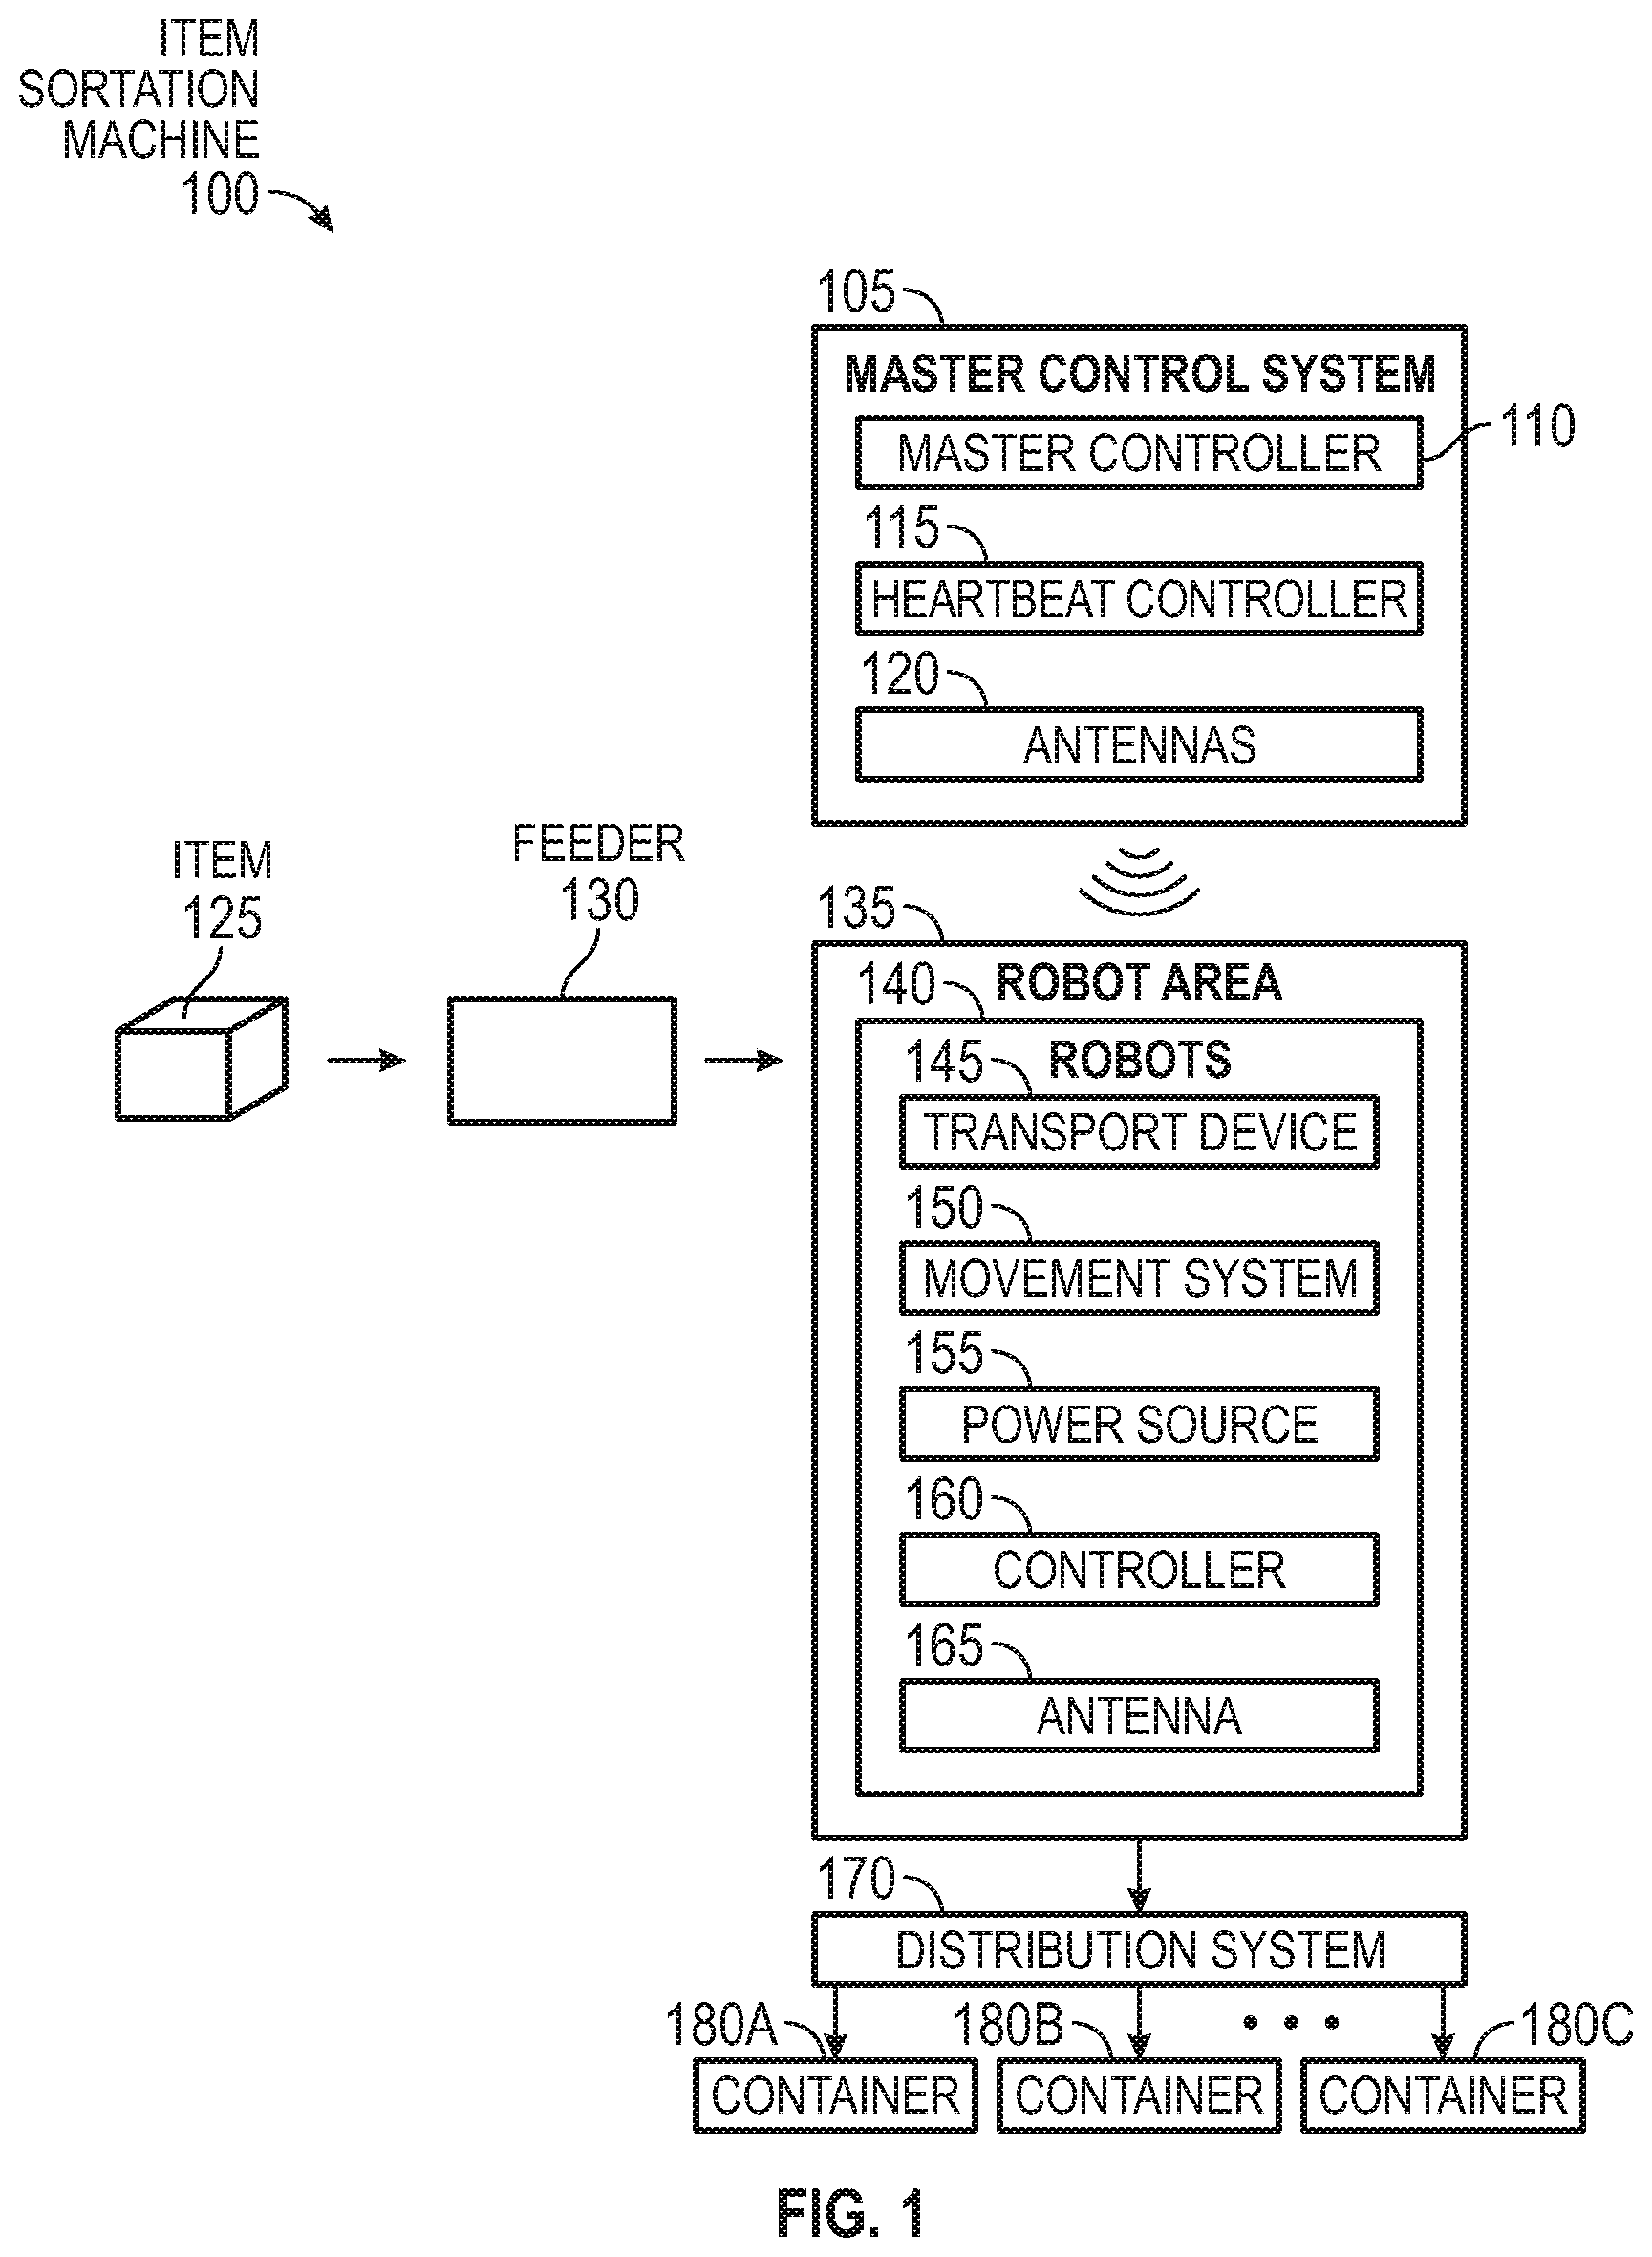 ITEM
SORTATION
MACHINE
100
105
MASTER CONTROL SYSTEM
MASTER CONTROLLER
110
115
HEARTBEAT CONTROLLER
120
ANTENNAS
ITEM
125
FEEDER
130
135
ROBOT AREA
140
ROBOTS
145
TRANSPORT DEVICE
150
MOVEMENT SYSTEM
155
POWER SOURCE
160
CONTROLLER
165
ANTENNA
170
DISTRIBUTION SYSTEM
180A
180B
180C
CONTAINER
CONTAINER
CONTAINER
FIG. 1